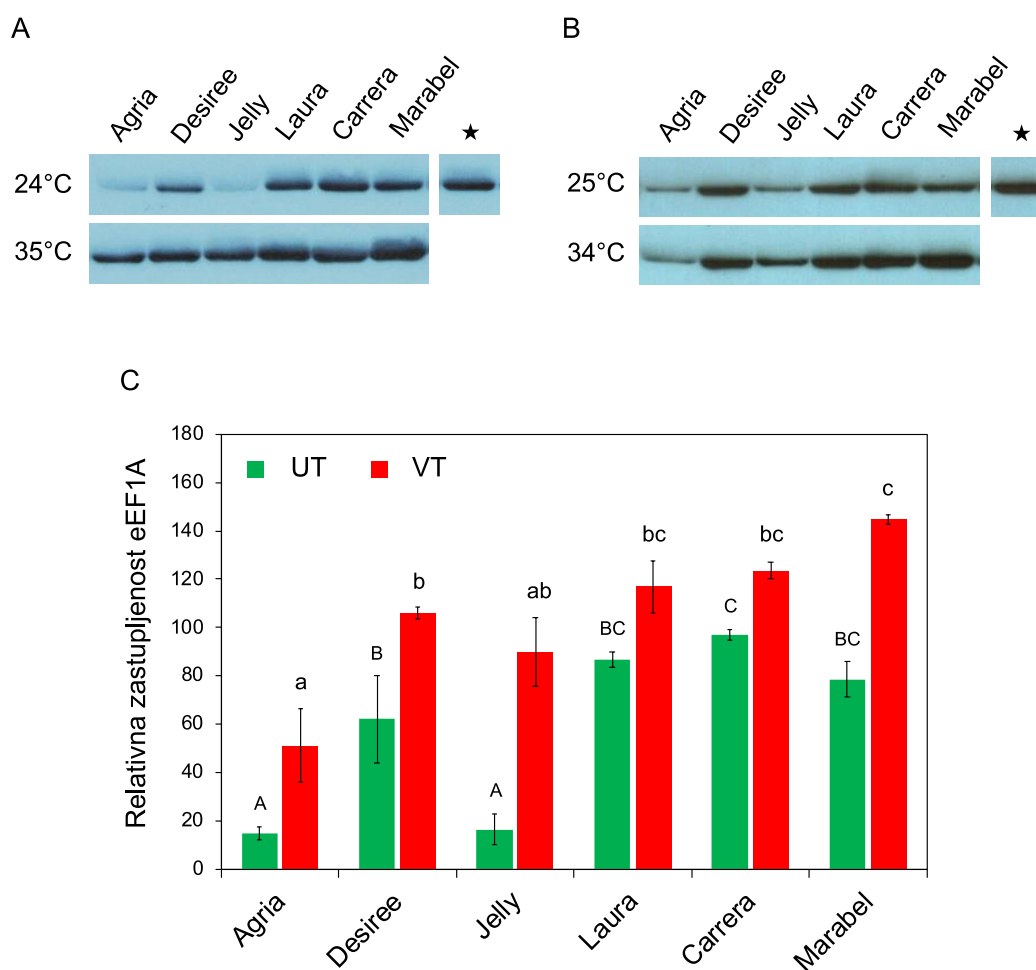 A
Agria Desiree Jelly Laura Carrera Marabel ★
24°C
35°C
B
Agria Desiree Jelly Laura Carrera Marabel ★
25°C
34°C
C
Relativna zastupljenost eEF1A
180
160
140
120
100
80
60
40
20
0
UT VT
A a B b A ab BC bc C bc BC c
Agria Desiree Jelly Laura Carrera Marabel